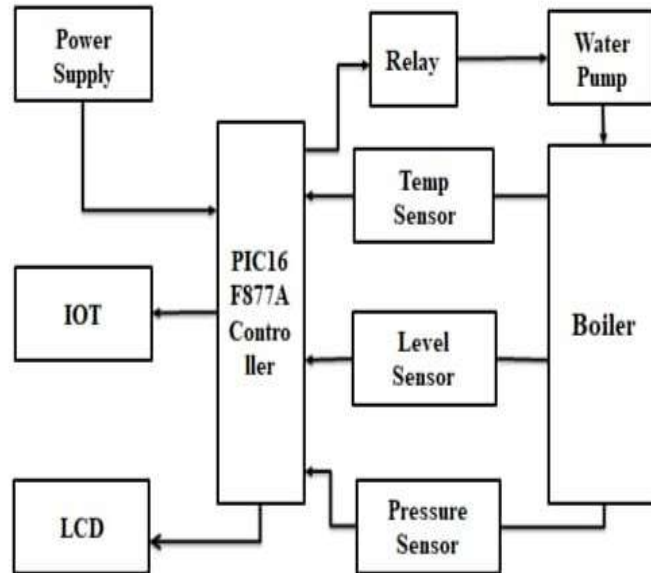 Power
Supply
Relay
Water
Pump
Temp
Sensor
PIC16
F877A
Contro
ller
IOT
Level
Sensor
Boiler
LCD
Pressure
Sensor